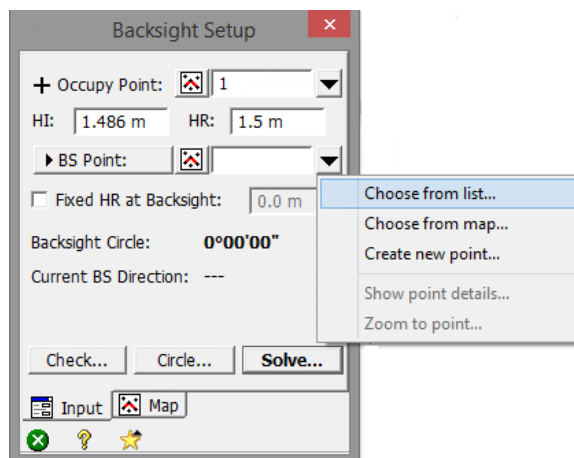 Backsight Setup
Occupy Point: 1
HI: 1.486 m HR: 1.5 m
BS Point:
Fixed HR at Backsight: 0.0 m
Choose from list...
Choose from map...
Create new point...
Show point details...
Zoom to point...
Backsight Circle: 0°00'00"
Current BS Direction: ---
Check... Circle... Solve...
Input Map